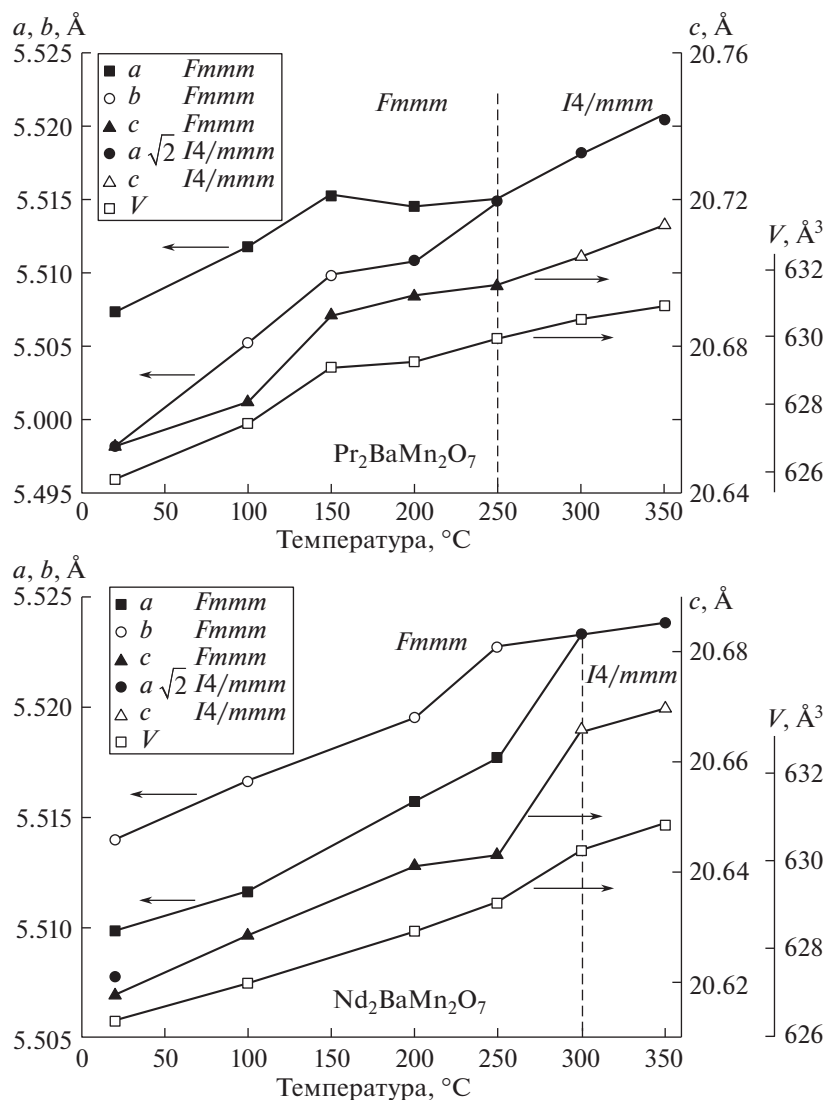 a, b, Å
c, Å
5.525
20.76
a Fmmm
b Fmmm
c Fmmm
a√2 I4/mmm
c I4/mmm
V
Fmmm
I4/mmm
5.520
5.515
20.72
V, Å³
5.510
632
5.505
20.68
630
5.000
628
Pr₂BaMn₂O₇
626
5.495
20.64
0
50
100
150
200
250
300
350
Температура, °C
a, b, Å
c, Å
5.525
a Fmmm
b Fmmm
c Fmmm
a√2 I4/mmm
c I4/mmm
V
Fmmm
I4/mmm
20.68
5.520
V, Å³
20.66
632
5.515
20.64
630
5.510
628
20.62
Nd₂BaMn₂O₇
626
5.505
0
50
100
150
200
250
300
350
Температура, °C